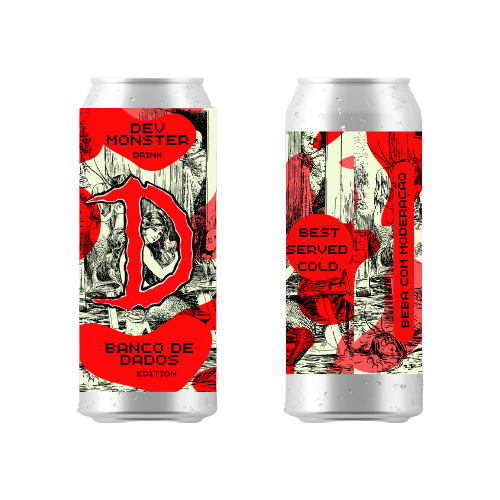 DEV
MONSTER
DRINK
D
BANCO DE
DADOS
EDITION
BEST
SERVED
COLD.
BEBA COM MODERAÇÃO